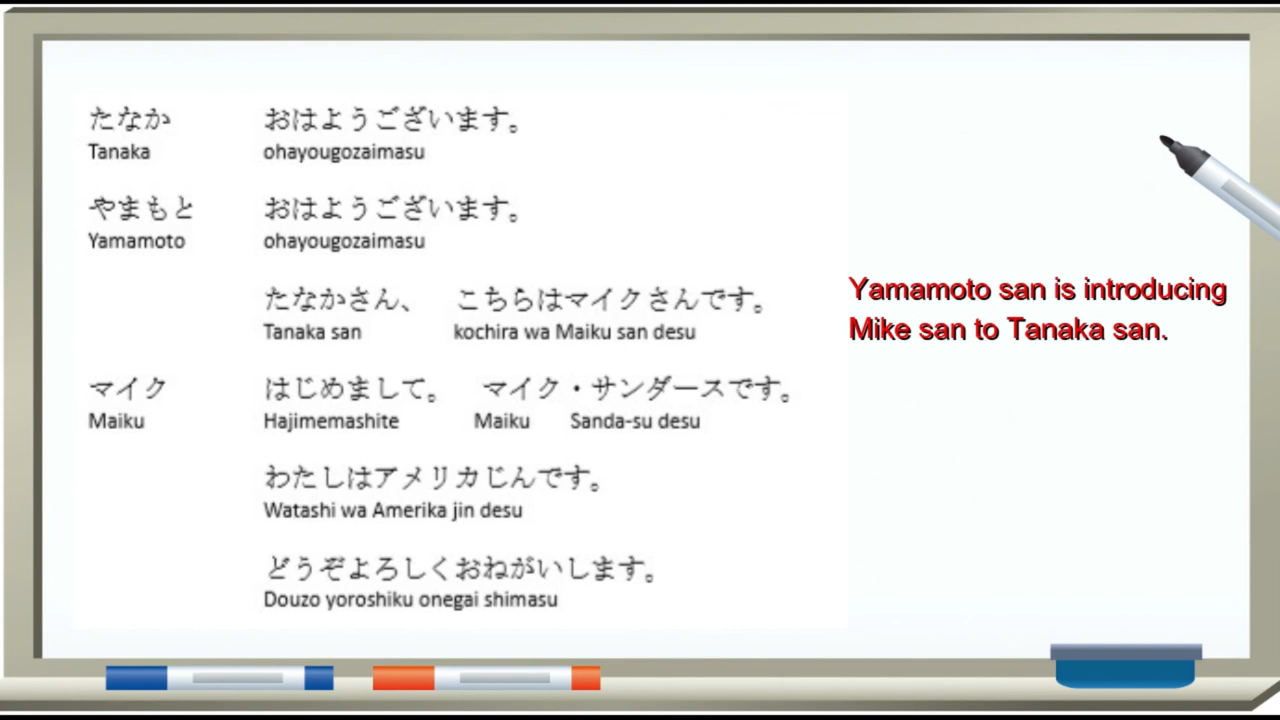 たなか おはようございます。
Tanaka ohayougozaimasu
やまもと おはようございます。
Yamamoto ohayougozaimasu
たなかさん、 こちらはマイクさんです。
Tanaka san kochira wa Maiku san desu
Yamamoto san is introducing
Mike san to Tanaka san.
マイク はじめまして。 マイク・サンダースです。
Maiku Hajimemashite Maiku Sanda-su desu
わたしはアメリカじんです。
Watashi wa Amerika jin desu
どうぞよろしくおねがいします。
Douzo yoroshiku onegai shimasu